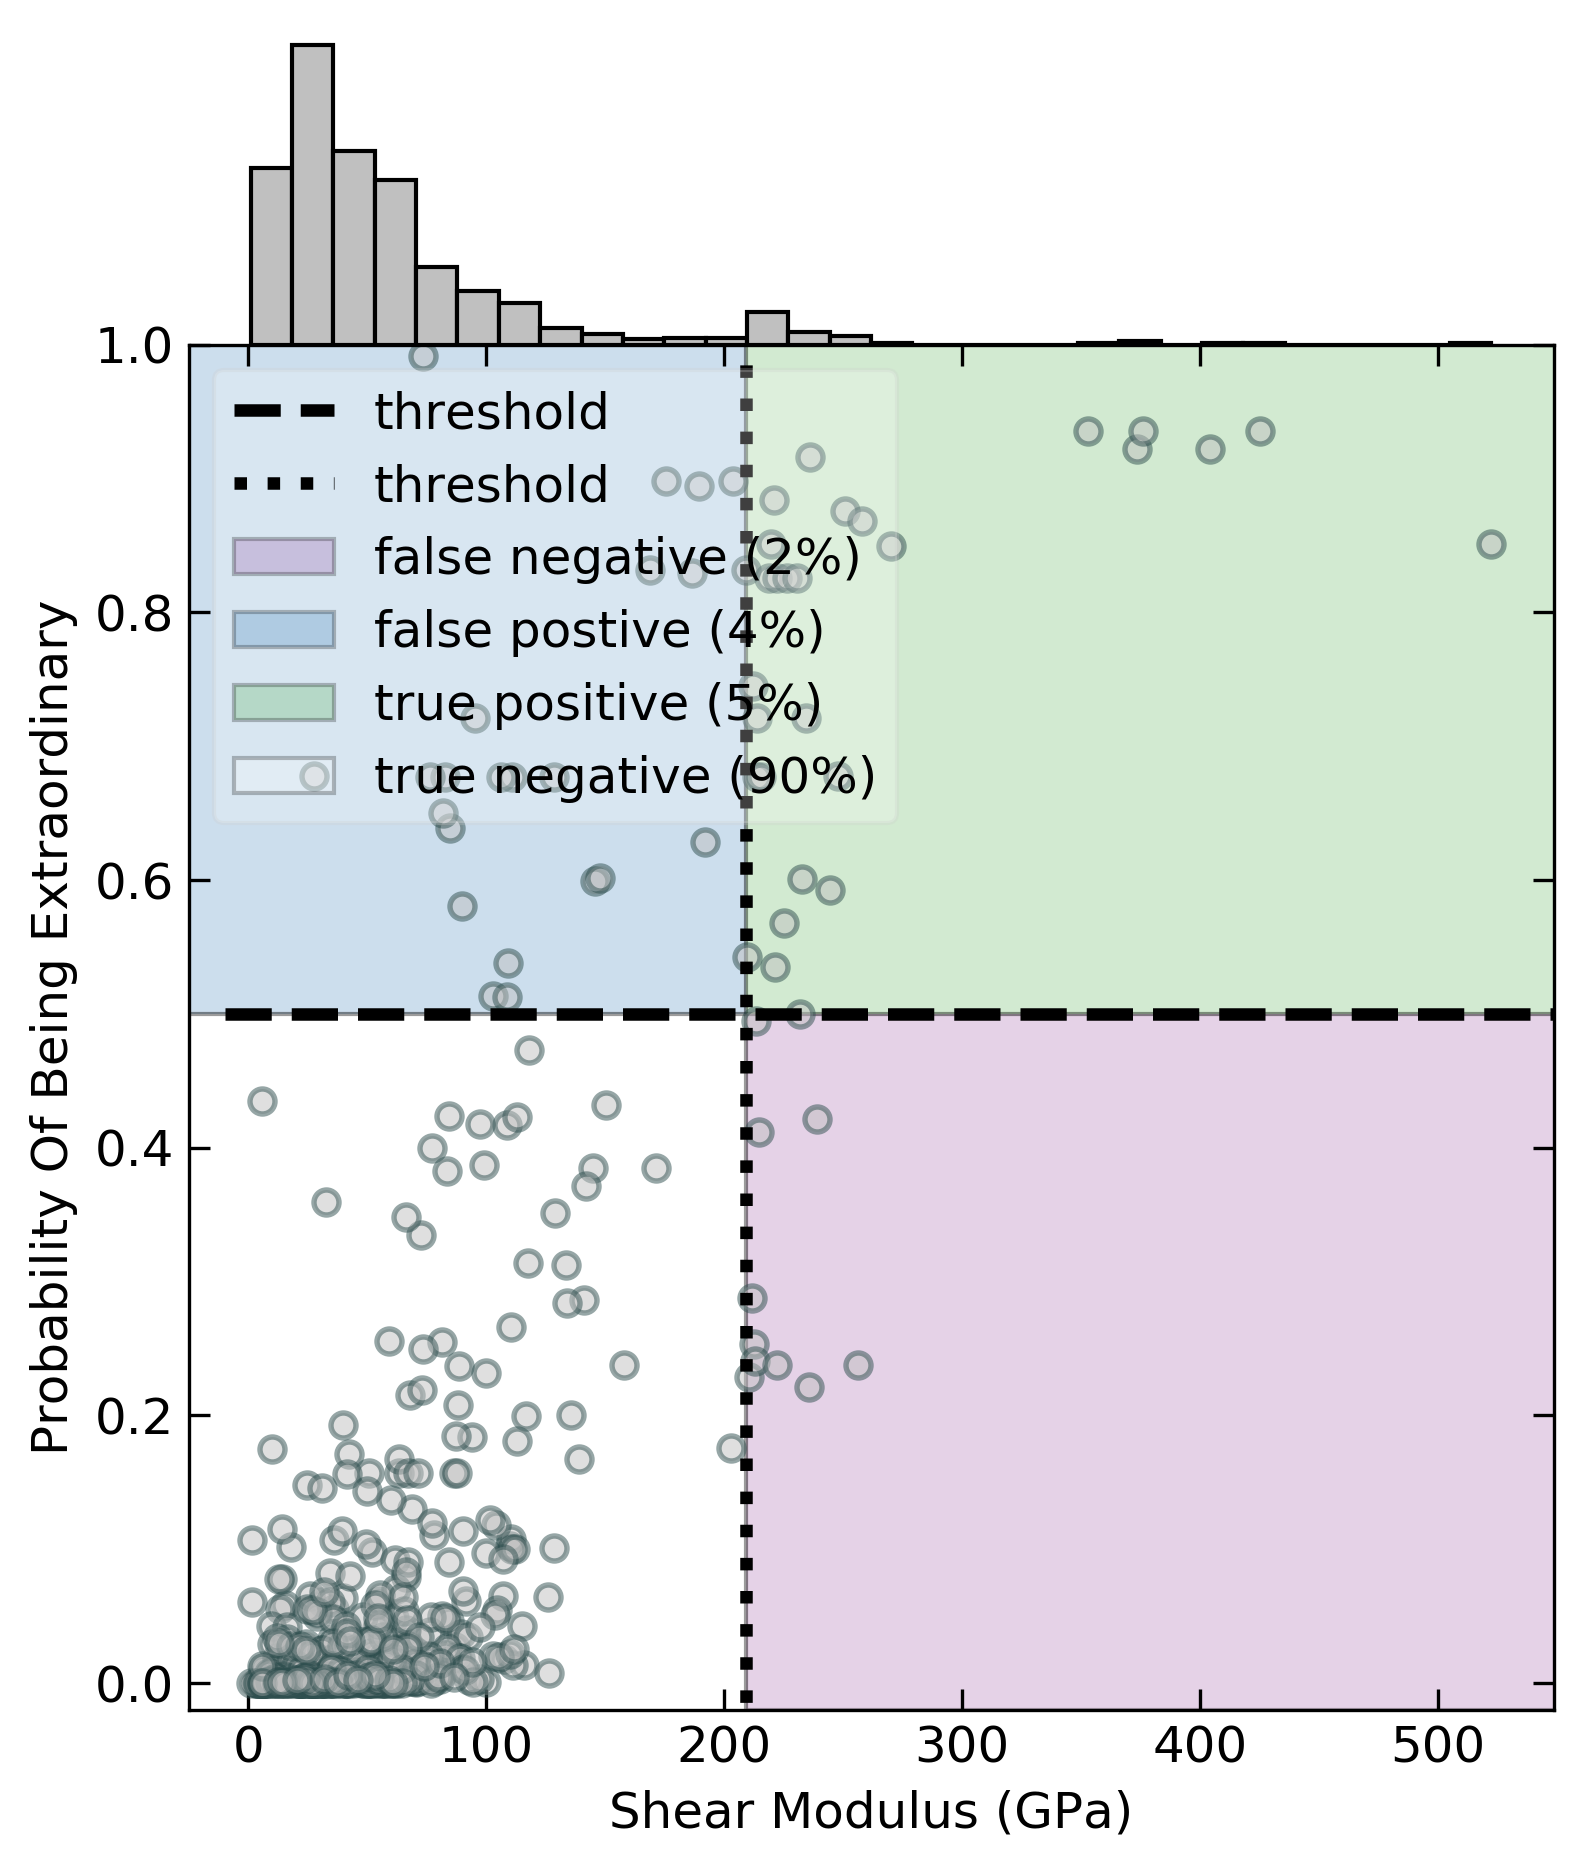 1.0
0.8
0.6
0.4
0.2
0.0
Probability Of Being Extraordinary
threshold
threshold
false negative (2%)
false postive (4%)
true positive (5%)
true negative (90%)
0 100 200 300 400 500
Shear Modulus (GPa)